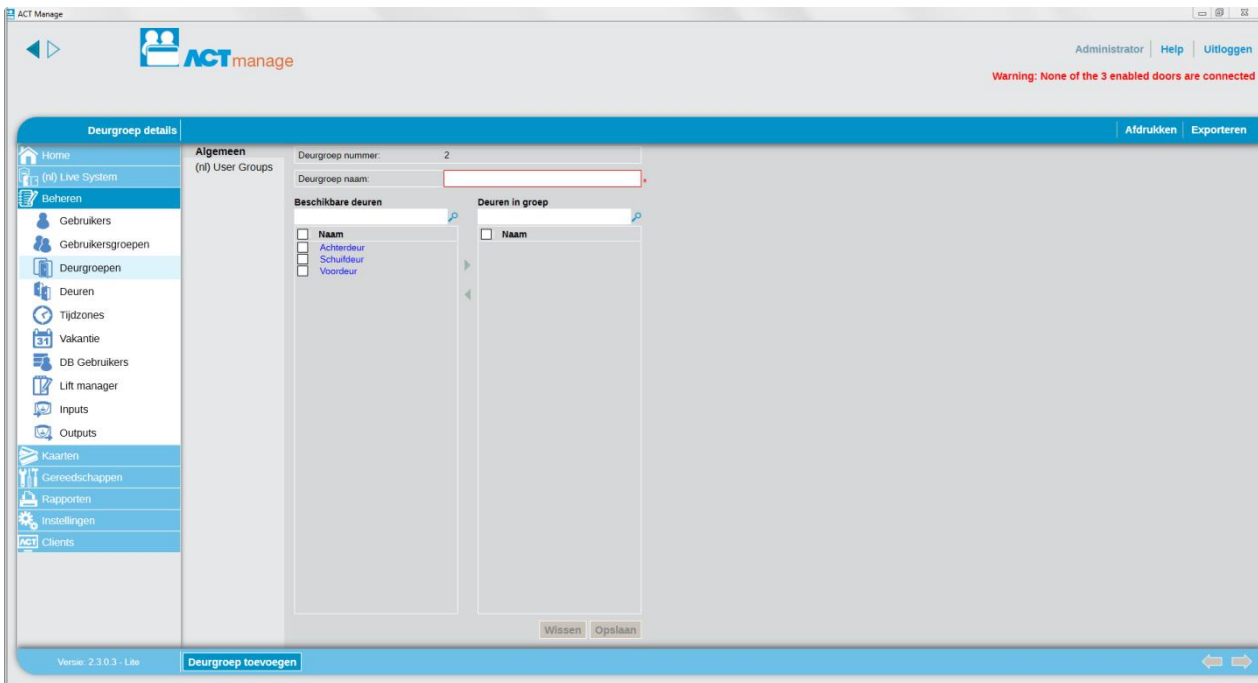 ACT Manage
ACTmanage
Administrator Help Uitloggen
Warning: None of the 3 enabled doors are connected
Deurgroep details
Afdrukken Exporteren
Home
(nl) Live System
Beheren
Gebruikers
Gebruikersgroepen
Deurgroepen
Deuren
Tijdzones
31 Vakantie
DB Gebruikers
Lift manager
Inputs
Outputs
Kaarten
Gereedschappen
Rapporten
Instellingen
ACT Clients
Algemeen
(nl) User Groups
Deurgroep nummer: 2
Deurgroep naam: *
Beschikbare deuren
Naam
Achterdeur
Schuifdeur
Voordeur
Deuren in groep
Naam
Wissen Opslaan
Versie: 2.3.0.3 - Lite
Deurgroep toevoegen